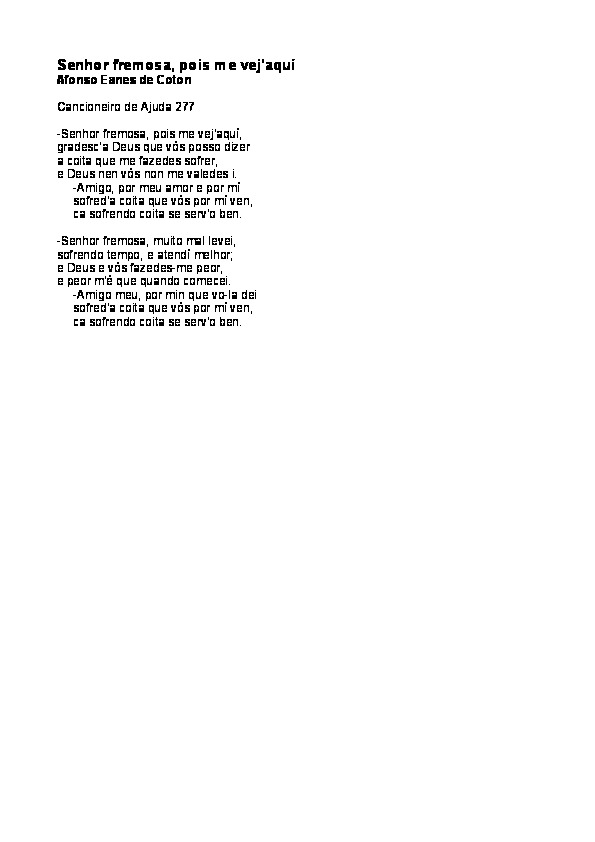 Senhor fremosa, pois me vej'aquí
Afonso Eanes de Coton
Cancioneiro de Ajuda 277
-Senhor fremosa, pois me vej'aquí,
gradesc'a Deus que vós posso dizer
a coita que me fazedes sofrer,
e Deus nen vós non me valedes i.
-Amigo, por meu amor e por mí
sofred'a coita que vós por mí ven,
ca sofrendo coita se serv'o ben.
-Senhor fremosa, muito mal levei,
sofrendo tempo, e atendí melhor;
e Deus e vós fazedes-me peor,
e peor m'é que quando comecei.
-Amigo meu, por min que vo-la dei
sofred'a coita que vós por mí ven,
ca sofrendo coita se serv'o ben.